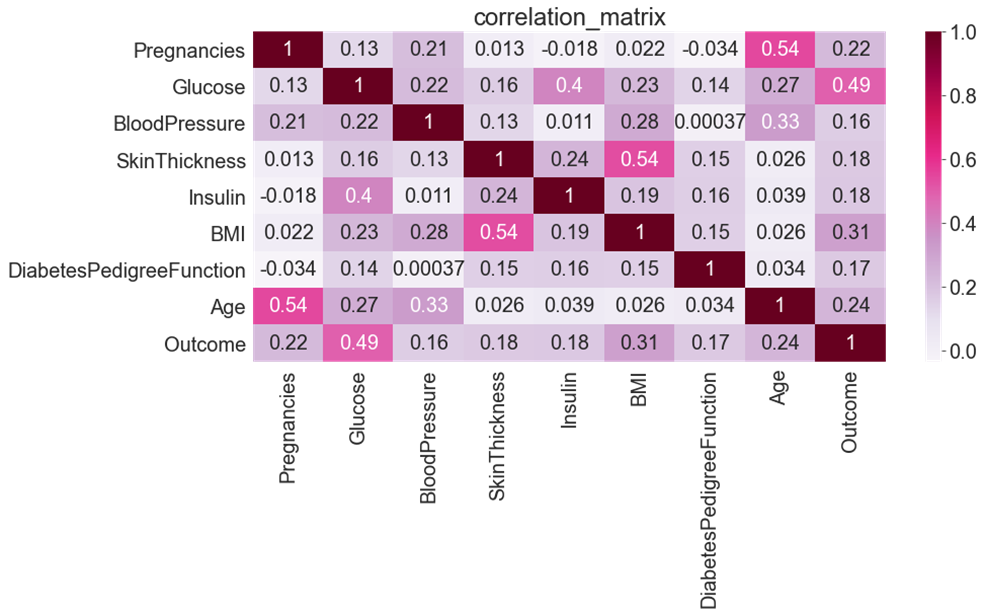 correlation_matrix
Pregnancies 1 0.13 0.21 0.013 -0.018 0.022 -0.034 0.54 0.22
Glucose 0.13 1 0.22 0.16 0.4 0.23 0.14 0.27 0.49
BloodPressure 0.21 0.22 1 0.13 0.011 0.28 0.00037 0.33 0.16
SkinThickness 0.013 0.16 0.13 1 0.24 0.54 0.15 0.026 0.18
Insulin -0.018 0.4 0.011 0.24 1 0.19 0.16 0.039 0.18
BMI 0.022 0.23 0.28 0.54 0.19 1 0.15 0.026 0.31
DiabetesPedigreeFunction -0.034 0.14 0.00037 0.15 0.16 0.15 1 0.034 0.17
Age 0.54 0.27 0.33 0.026 0.039 0.026 0.034 1 0.24
Outcome 0.22 0.49 0.16 0.18 0.18 0.31 0.17 0.24 1
Pregnancies
Glucose
BloodPressure
SkinThickness
Insulin
BMI
DiabetesPedigreeFunction
Age
Outcome
1.0
0.8
0.6
0.4
0.2
0.0